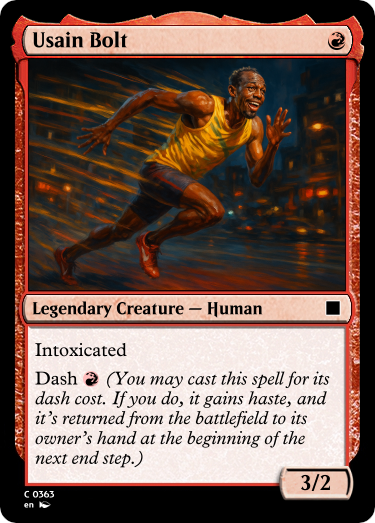 Usain Bolt
Legendary Creature — Human
Intoxicated
Dash (You may cast this spell for its
dash cost. If you do, it gains haste, and
it's returned from the battlefield to its
owner's hand at the beginning of the
next end step.)
3/2
C 0363
en